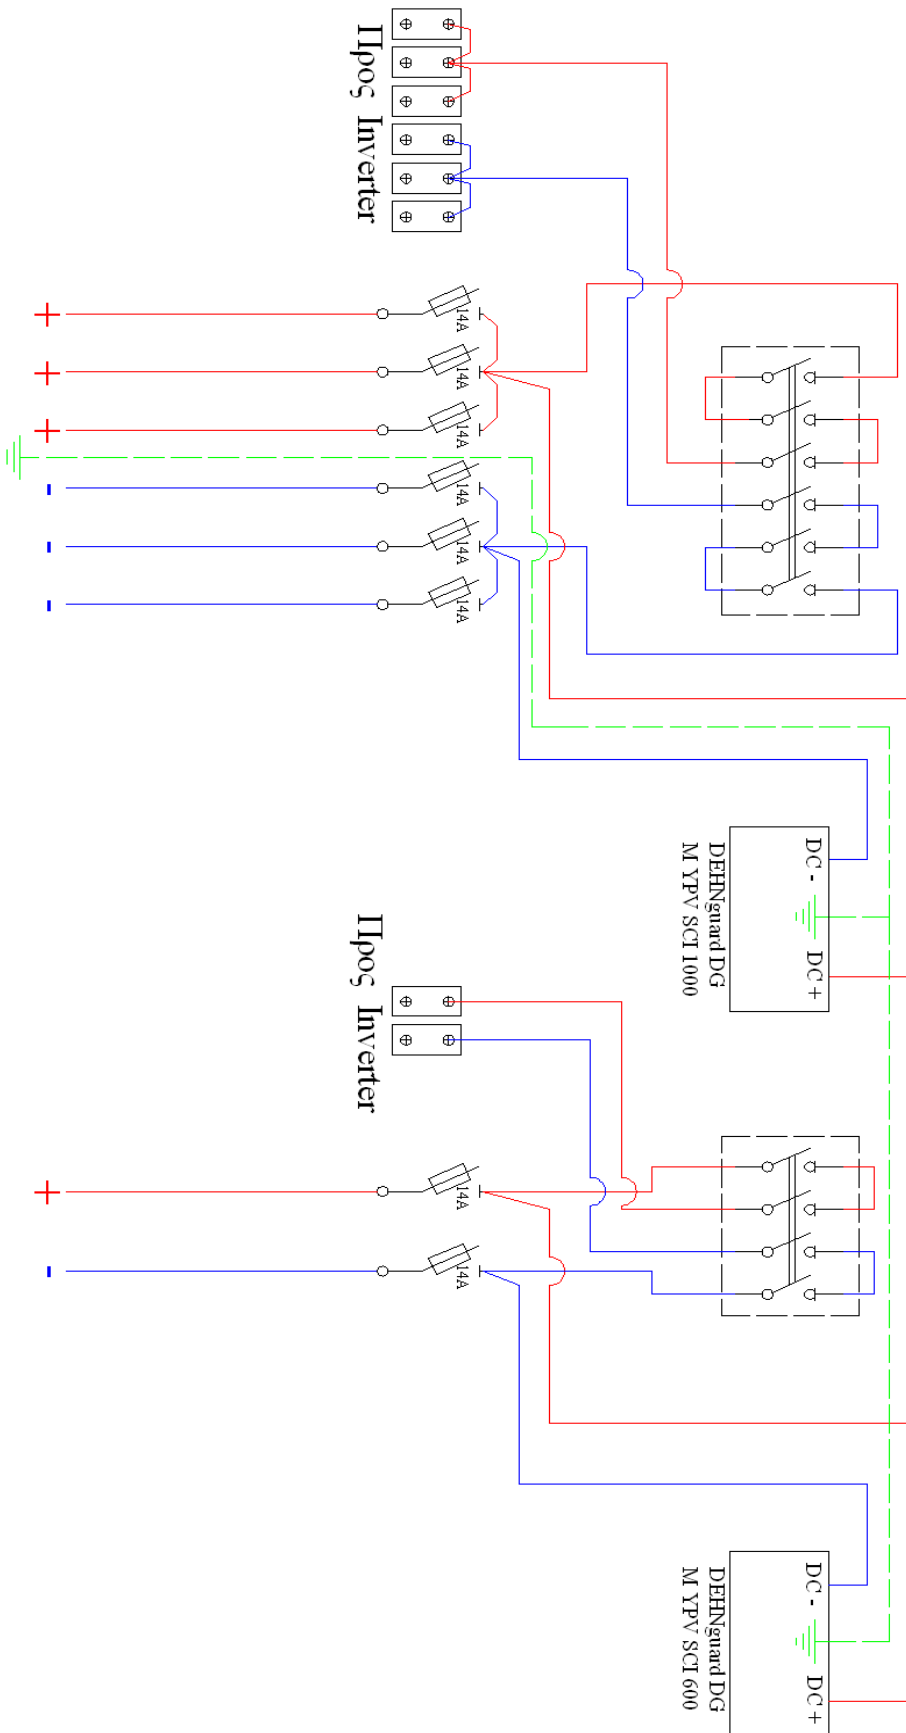 Προς Inverter
+
14A
+
14A
+
14A
-
14A
-
14A
-
14A
DC - DC +
DEHNguard DG
M YPV SCI 1000
Προς Inverter
+
14A
-
14A
DC - DC +
DEHNguard DG
M YPV SCI 600